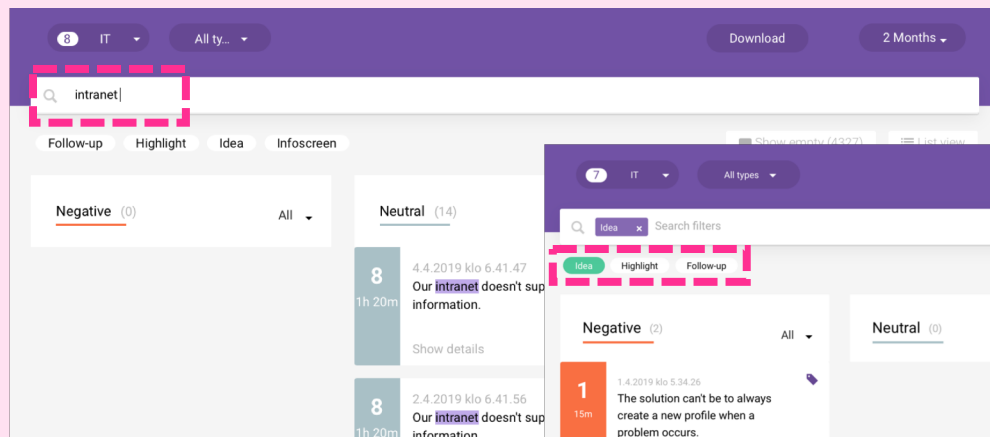 8 IT All ty... Download 2 Months
intranet
Follow-up Highlight Idea Infoscreen Show empty (4327) List view
Negative (0) All
Neutral (14)
8 4.4.2019 klo 6.41.47
1h 20m Our intranet doesn't sup
information.
Show details
8 2.4.2019 klo 6.41.56
1h 20m Our intranet doesn't sup
information
7 IT All types
Idea x Search filters
Idea Highlight Follow-up
Negative (2) All
Neutral (0)
1 1.4.2019 klo 5.34.26
15m The solution can't be to always
create a new profile when a
problem occurs.